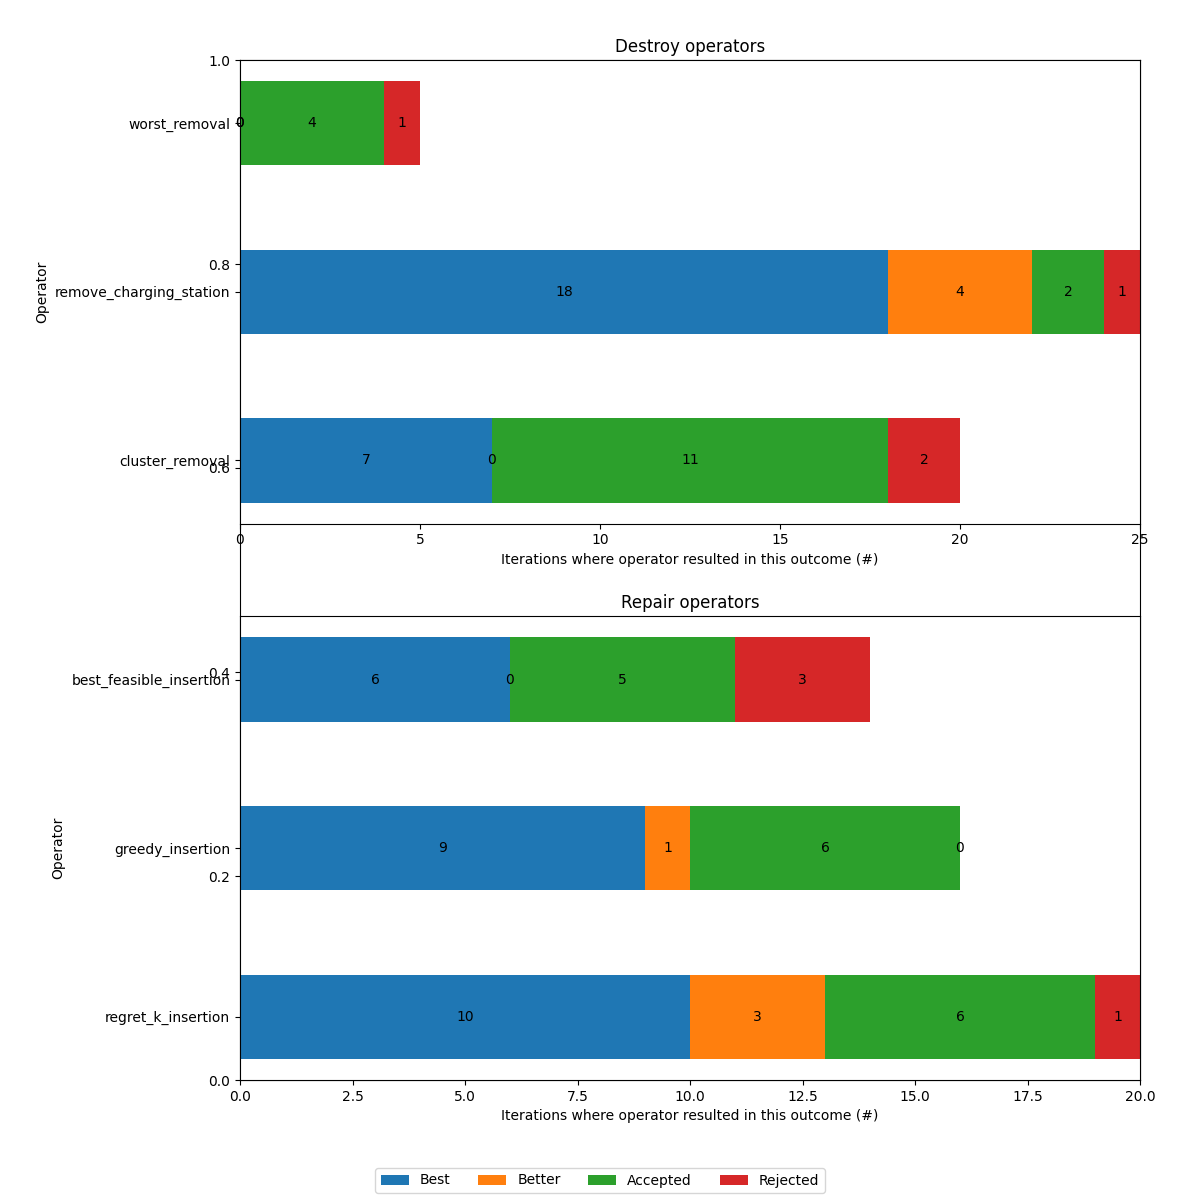 Destroy operators
1.0
worst_removal
0
0
4
1
0.8
Operator
remove_charging_station
18
4
2
1
cluster_removal
0.6
7
0
11
2
0
5
10
15
20
25
Iterations where operator resulted in this outcome (#)
Repair operators
0.4
best_feasible_insertion
6
0
5
3
Operator
greedy_insertion
9
1
6
0
0.2
regret_k_insertion
10
3
6
1
0.0
0.0
2.5
5.0
7.5
10.0
12.5
15.0
17.5
20.0
Iterations where operator resulted in this outcome (#)
Best
Better
Accepted
Rejected